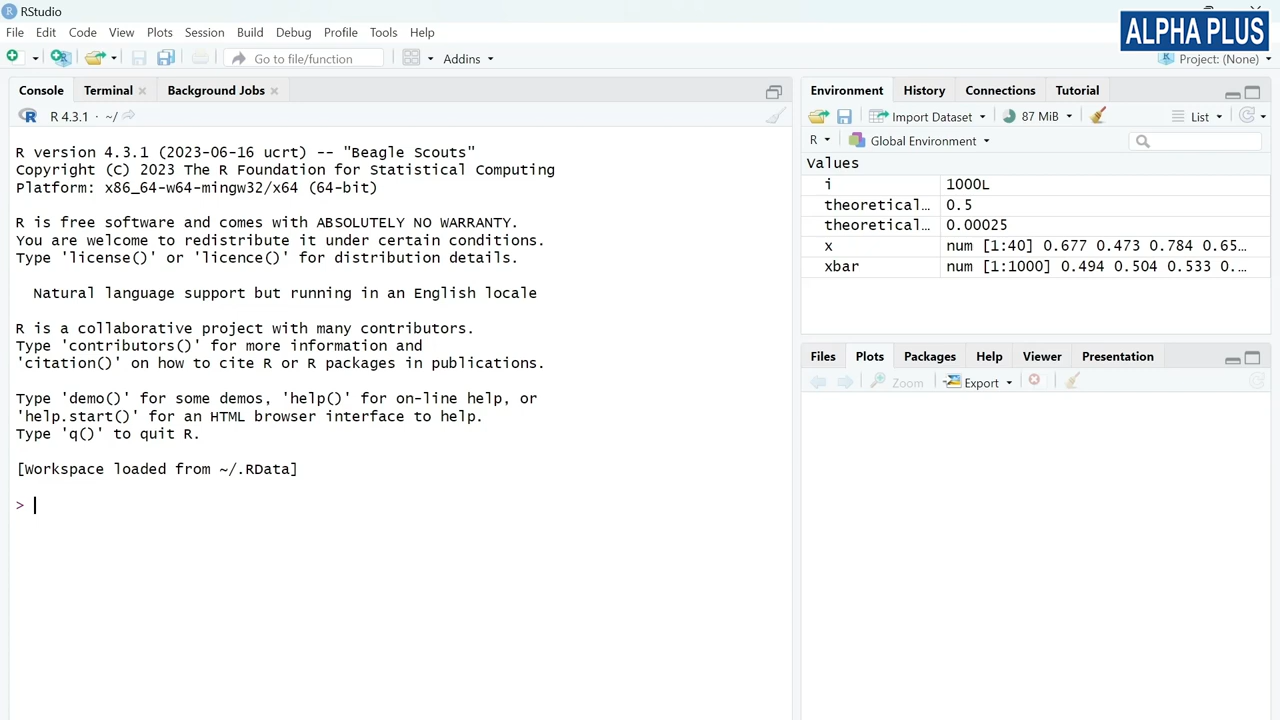 RStudio
ALPHA PLUS
File Edit Code View Plots Session Build Debug Profile Tools Help
Go to file/function
Addins
Project: (None)
Console Terminal Background Jobs
R 4.3.1 · ~/
R version 4.3.1 (2023-06-16 ucrt) -- "Beagle Scouts"
Copyright (C) 2023 The R Foundation for Statistical Computing
Platform: x86_64-w64-mingw32/x64 (64-bit)
R is free software and comes with ABSOLUTELY NO WARRANTY.
You are welcome to redistribute it under certain conditions.
Type 'license()' or 'licence()' for distribution details.
Natural language support but running in an English locale
R is a collaborative project with many contributors.
Type 'contributors()' for more information and
'citation()' on how to cite R or R packages in publications.
Type 'demo()' for some demos, 'help()' for on-line help, or
'help.start()' for an HTML browser interface to help.
Type 'q()' to quit R.
[Workspace loaded from ~/.RData]
>
Environment History Connections Tutorial
Import Dataset 87 MiB List
R Global Environment
Values
i 1000L
theoretical… 0.5
theoretical… 0.00025
x num [1:40] 0.677 0.473 0.784 0.65…
xbar num [1:1000] 0.494 0.504 0.533 0.…
Files Plots Packages Help Viewer Presentation
Zoom Export